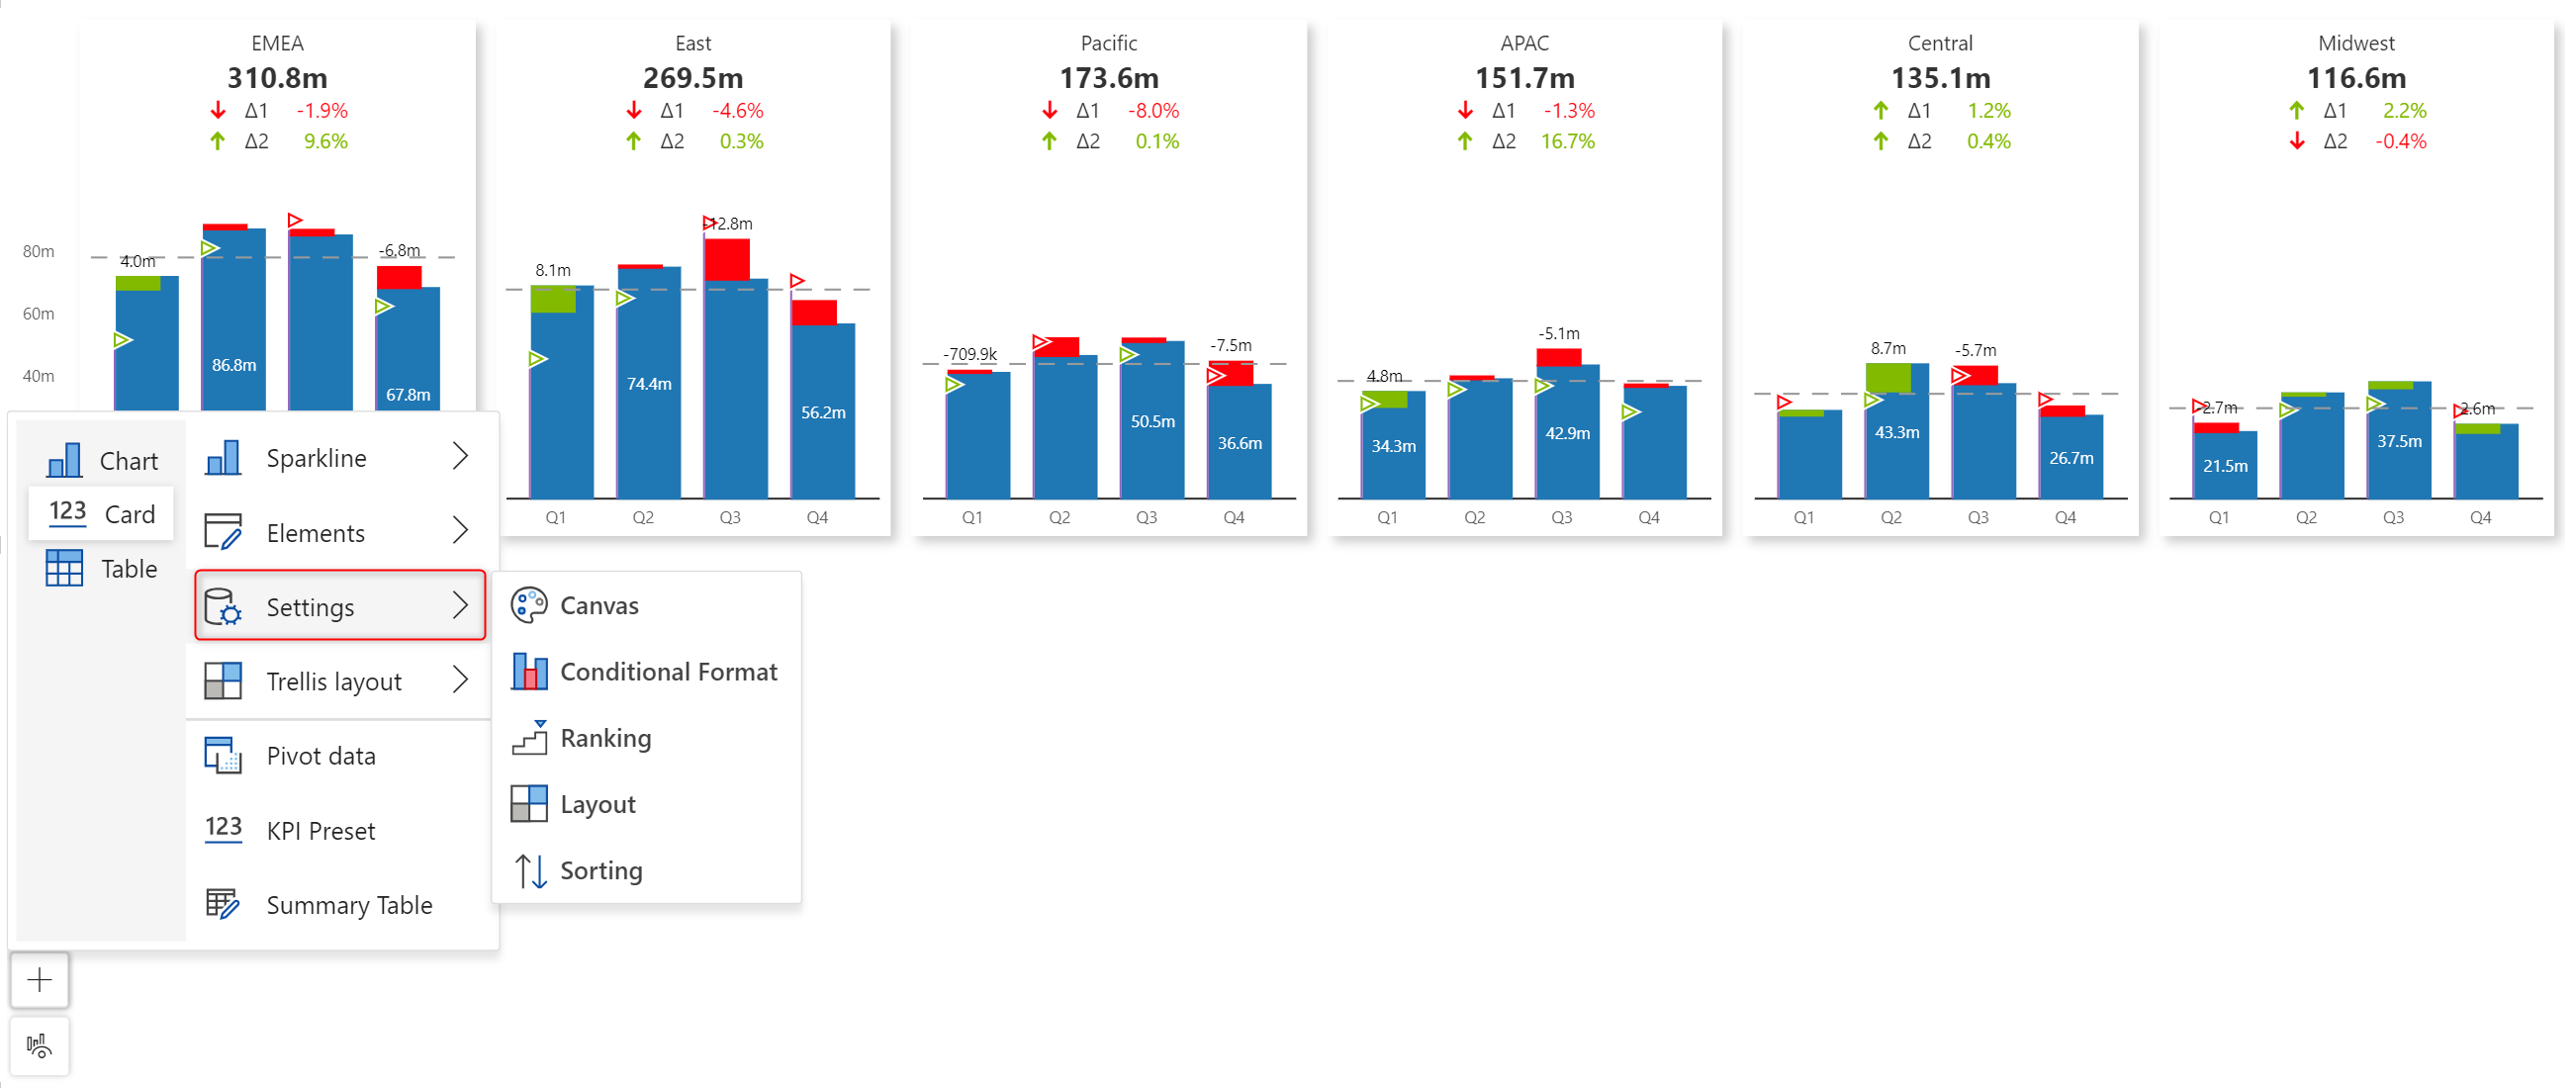 EMEA
310.8m
Δ1 -1.9%
Δ2 9.6%
East
269.5m
Δ1 -4.6%
Δ2 0.3%
Pacific
173.6m
Δ1 -8.0%
Δ2 0.1%
APAC
151.7m
Δ1 -1.3%
Δ2 16.7%
Central
135.1m
Δ1 1.2%
Δ2 0.4%
Midwest
116.6m
Δ1 2.2%
Δ2 -0.4%
80m
60m
40m
4.0m
-6.8m
86.8m
67.8m
8.1m
-12.8m
74.4m
56.2m
Q1 Q2 Q3 Q4
-709.9k
-7.5m
50.5m
36.6m
Q1 Q2 Q3 Q4
4.8m
-5.1m
34.3m
42.9m
Q1 Q2 Q3 Q4
8.7m
-5.7m
43.3m
26.7m
Q1 Q2 Q3 Q4
-2.7m
2.6m
21.5m
37.5m
Q1 Q2 Q3 Q4
Chart
123 Card
Table
Sparkline
Elements
Settings
Trellis layout
Pivot data
123 KPI Preset
Summary Table
Canvas
Conditional Format
Ranking
Layout
Sorting